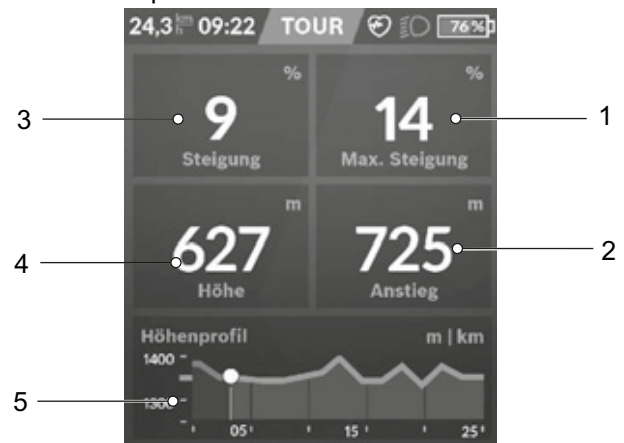 24,3 km/h 09:22 TOUR 76%
% %
3 9 14 1
Steigung Max. Steigung
m m
4 627 725 2
Höhe Anstieg
Höhenprofil m | km
1400
5 1300
05 15 25